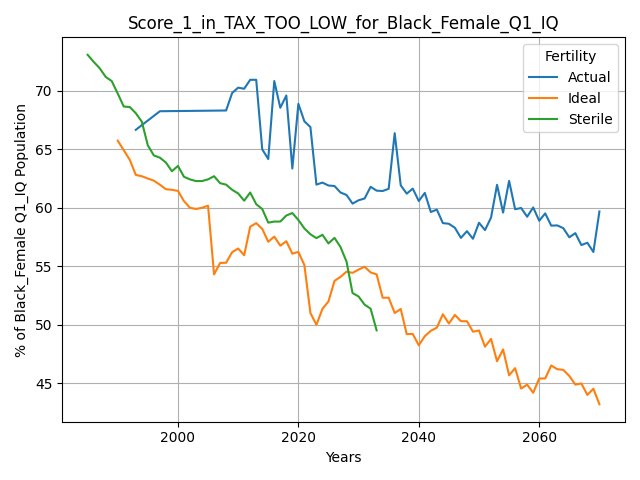 Score_1_in_TAX_TOO_LOW_for_Black_Female_Q1_IQ
% of Black_Female Q1_IQ Population
70
65
60
55
50
45
2000
2020
2040
2060
Years
Fertility
Actual
Ideal
Sterile